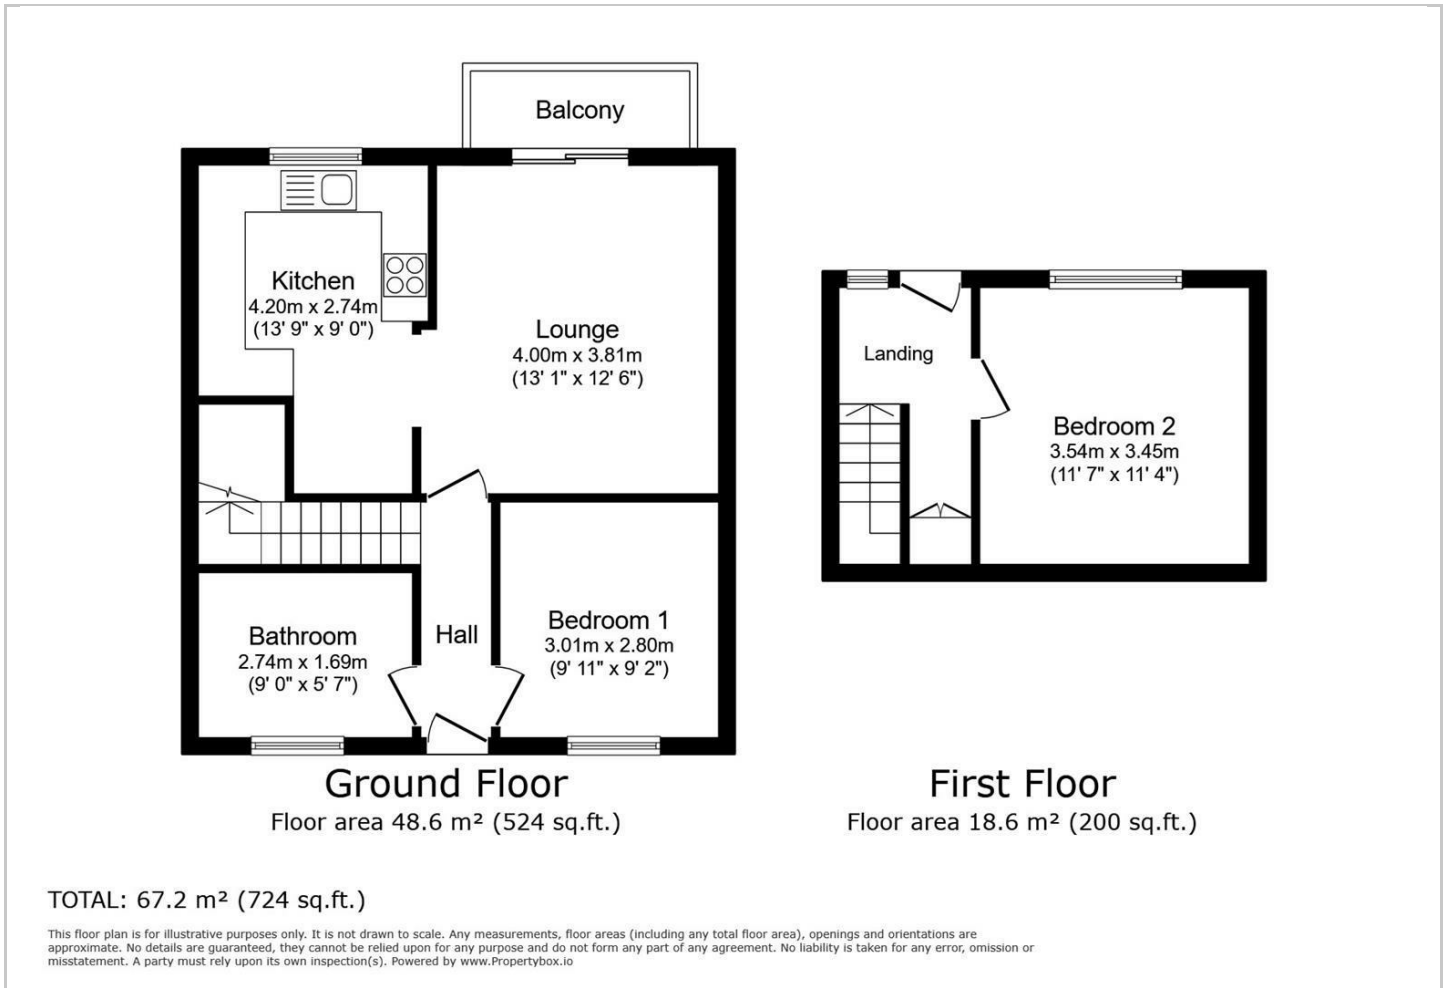 Balcony
Kitchen
4.20m x 2.74m
(13' 9" x 9' 0")
Lounge
4.00m x 3.81m
(13' 1" x 12' 6")
Bathroom
2.74m x 1.69m
(9' 0" x 5' 7")
Hall
Bedroom 1
3.01m x 2.80m
(9' 11" x 9' 2")
Ground Floor
Floor area 48.6 m² (524 sq.ft.)
Landing
Bedroom 2
3.54m x 3.45m
(11' 7" x 11' 4")
First Floor
Floor area 18.6 m² (200 sq.ft.)
TOTAL: 67.2 m² (724 sq.ft.)
This floor plan is for illustrative purposes only. It is not drawn to scale. Any measurements, floor areas (including any total floor area), openings and orientations are
approximate. No details are guaranteed, they cannot be relied upon for any purpose and do not form any part of any agreement. No liability is taken for any error, omission or
misstatement. A party must rely upon its own inspection(s). Powered by www.Propertybox.io